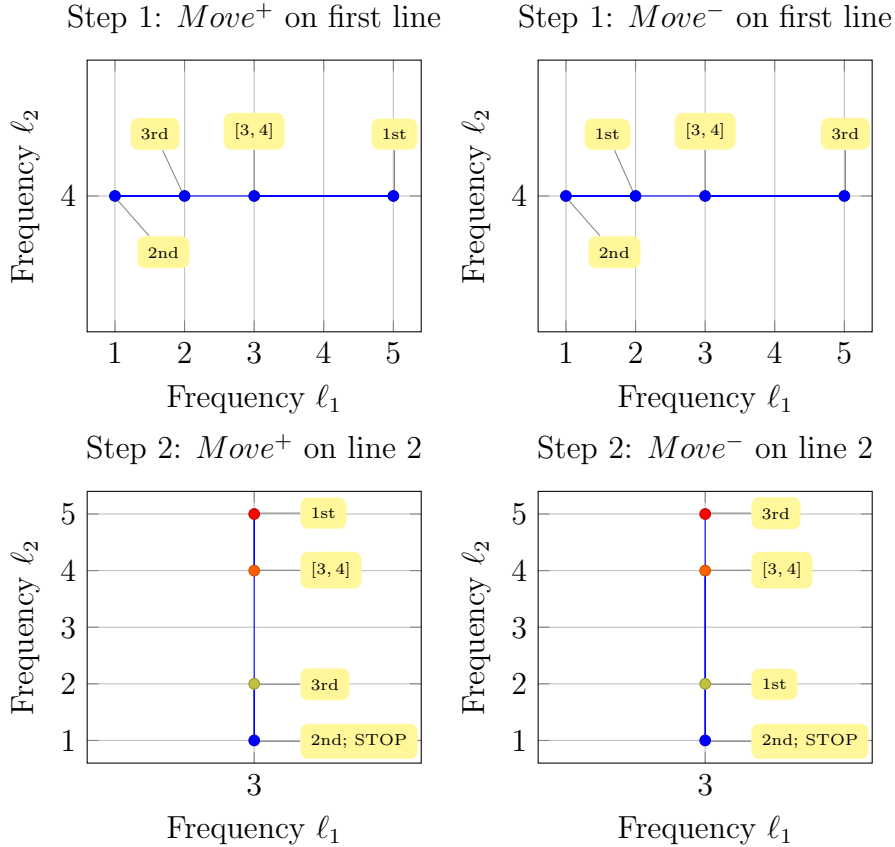 Step 1: Move⁺ on first line
Frequency ℓ₂
4
3rd
[3, 4]
1st
2nd
1 2 3 4 5
Frequency ℓ₁
Step 1: Move⁻ on first line
Frequency ℓ₂
4
1st
[3, 4]
3rd
2nd
1 2 3 4 5
Frequency ℓ₁
Step 2: Move⁺ on line 2
Frequency ℓ₂
5
4
3
2
1
1st
[3, 4]
3rd
2nd; STOP
3
Frequency ℓ₁
Step 2: Move⁻ on line 2
Frequency ℓ₂
5
4
3
2
1
3rd
[3, 4]
1st
2nd; STOP
3
Frequency ℓ₁